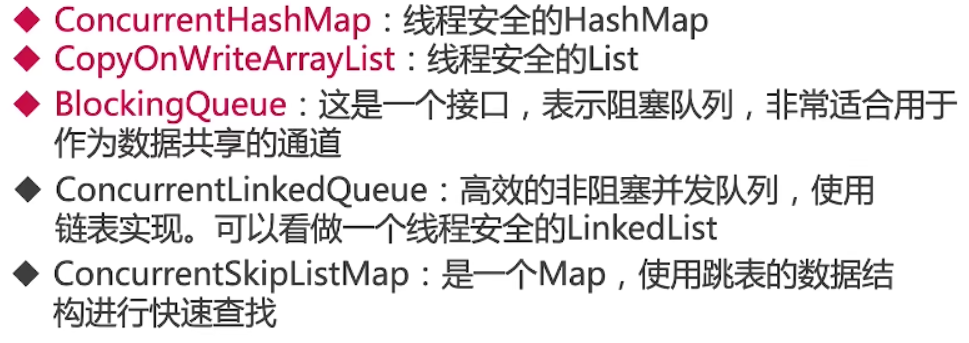 ◆ ConcurrentHashMap：线程安全的HashMap
◆ CopyOnWriteArrayList：线程安全的List
◆ BlockingQueue：这是一个接口，表示阻塞队列，非常适合用于
作为数据共享的通道
◆ ConcurrentLinkedQueue：高效的非阻塞并发队列，使用
链表实现。可以看做一个线程安全的LinkedList
◆ ConcurrentSkipListMap：是一个Map，使用跳表的数据结
构进行快速查找